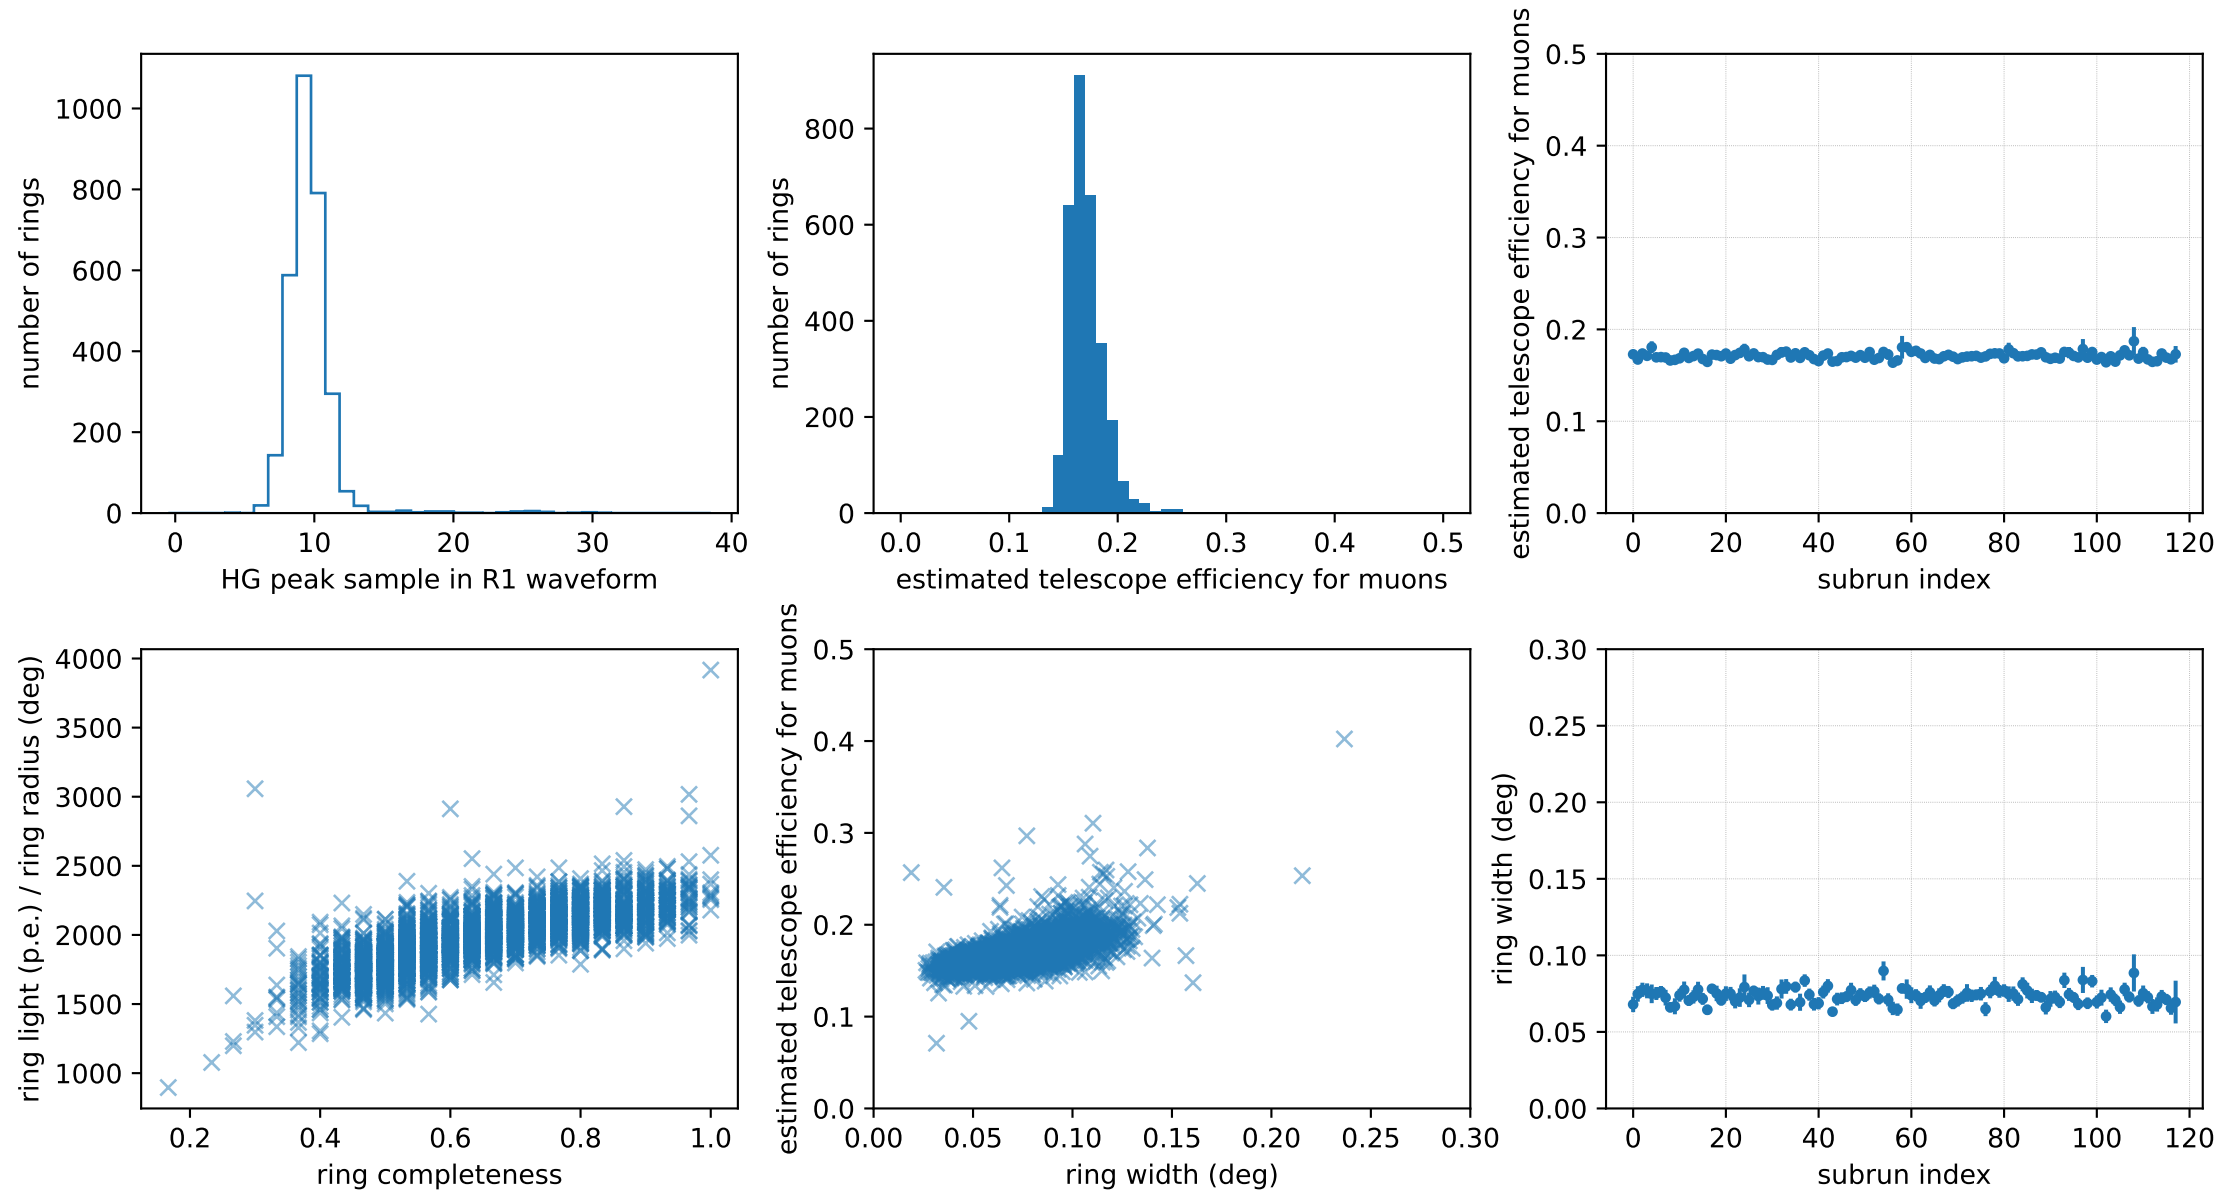 number of rings
1000
800
600
400
200
0
0 10 20 30 40
HG peak sample in R1 waveform
number of rings
800
600
400
200
0
0.0 0.1 0.2 0.3 0.4 0.5
estimated telescope efficiency for muons
estimated telescope efficiency for muons
0.5
0.4
0.3
0.2
0.1
0.0
0 20 40 60 80 100 120
subrun index
ring light (p.e.) / ring radius (deg)
4000
3500
3000
2500
2000
1500
1000
0.2 0.4 0.6 0.8 1.0
ring completeness
estimated telescope efficiency for muons
0.5
0.4
0.3
0.2
0.1
0.0
0.00 0.05 0.10 0.15 0.20 0.25 0.30
ring width (deg)
ring width (deg)
0.30
0.25
0.20
0.15
0.10
0.05
0.00
0 20 40 60 80 100 120
subrun index